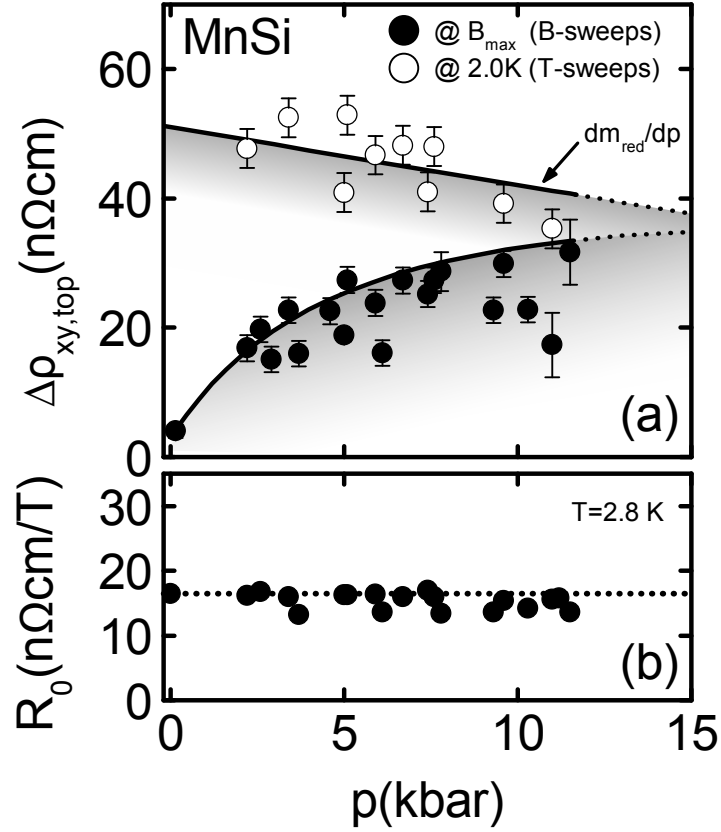 MnSi
@ B_max (B-sweeps)
@ 2.0K (T-sweeps)
dm_red/dp
Δρ_xy,top(nΩcm)
60
40
20
0
(a)
R_0(nΩcm/T)
30
20
10
0
T=2.8 K
(b)
0 5 10 15
p(kbar)